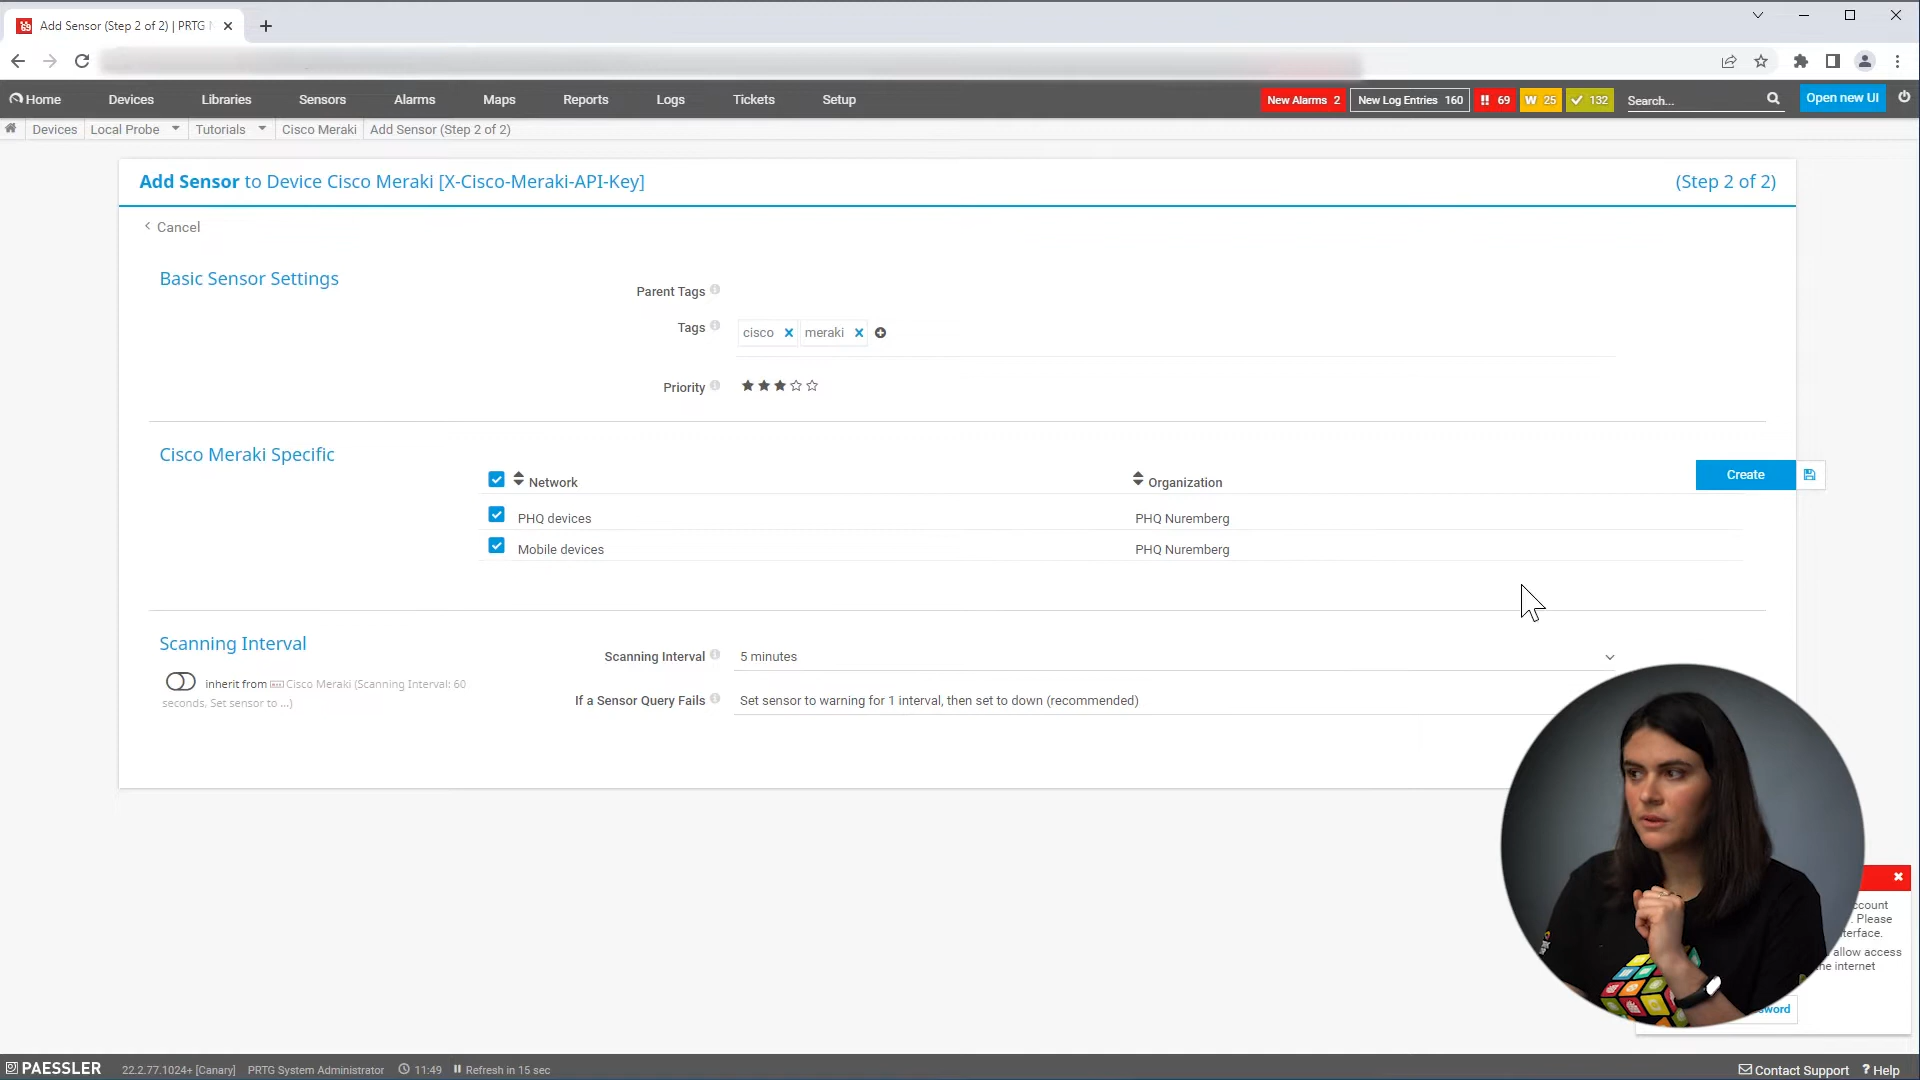 Add Sensor (Step 2 of 2) | PRTG
Home Devices Libraries Sensors Alarms Maps Reports Logs Tickets Setup New Alarms 2 New Log Entries 160 !! 69 W 25 132 Search... Open new UI
Devices Local Probe Tutorials Cisco Meraki Add Sensor (Step 2 of 2)
Add Sensor to Device Cisco Meraki [X-Cisco-Meraki-API-Key] (Step 2 of 2)
Cancel
Basic Sensor Settings
Parent Tags
Tags cisco meraki
Priority
Cisco Meraki Specific
Network Organization
Create
PHQ devices PHQ Nuremberg
Mobile devices PHQ Nuremberg
Scanning Interval
Scanning Interval 5 minutes
inherit from Cisco Meraki (Scanning Interval: 60
seconds, Set sensor to ...)
If a Sensor Query Fails Set sensor to warning for 1 interval, then set to down (recommended)
. Please
allow access
internet
PAESSLER 22.2.77.1024+ [Canary] PRTG System Administrator 11:49 Refresh in 15 sec Contact Support ? Help